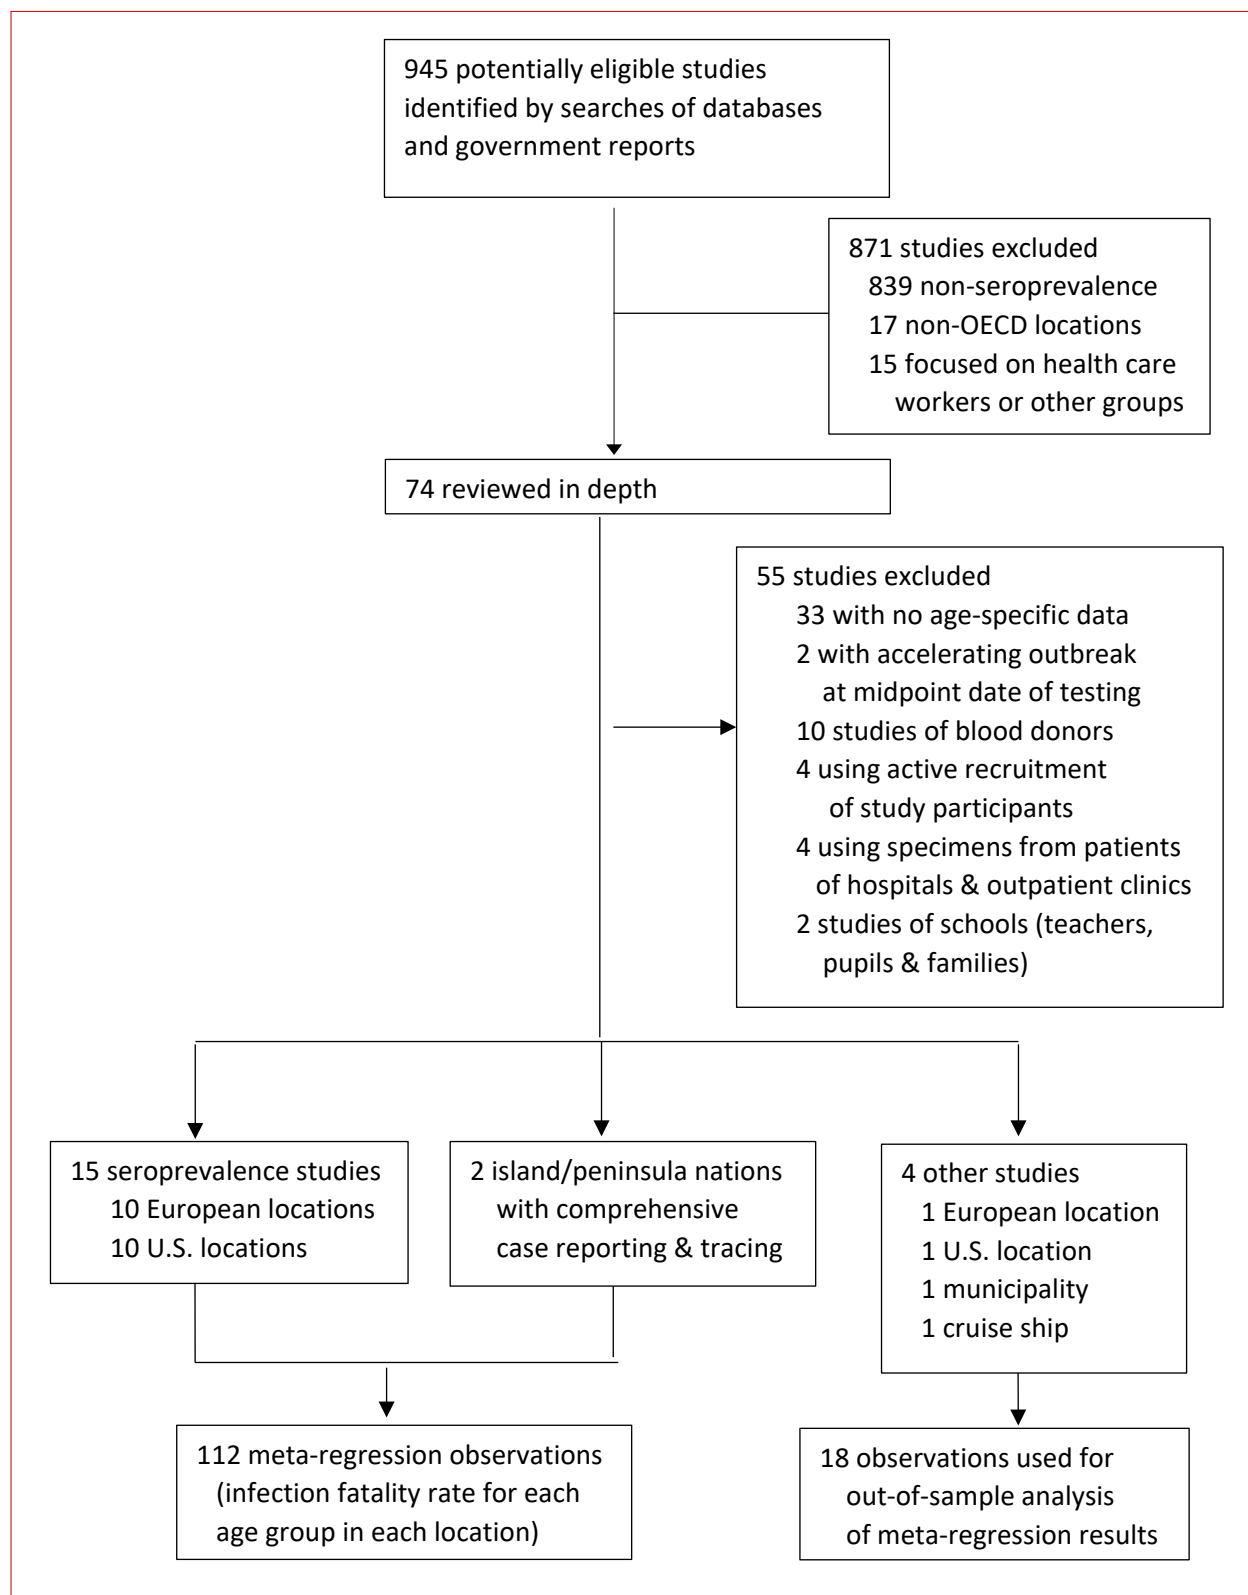 945 potentially eligible studies
identified by searches of databases
and government reports
871 studies excluded
839 non-seroprevalence
17 non-OECD locations
15 focused on health care
workers or other groups
74 reviewed in depth
55 studies excluded
33 with no age-specific data
2 with accelerating outbreak
at midpoint date of testing
10 studies of blood donors
4 using active recruitment
of study participants
4 using specimens from patients
of hospitals & outpatient clinics
2 studies of schools (teachers,
pupils & families)
15 seroprevalence studies
10 European locations
10 U.S. locations
2 island/peninsula nations
with comprehensive
case reporting & tracing
4 other studies
1 European location
1 U.S. location
1 municipality
1 cruise ship
112 meta-regression observations
(infection fatality rate for each
age group in each location)
18 observations used for
out-of-sample analysis
of meta-regression results